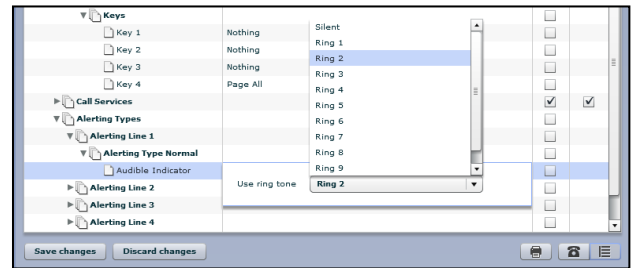 Keys
Key 1 Nothing
Key 2 Nothing
Key 3 Nothing
Key 4 Page All
Call Services
Alerting Types
Alerting Line 1
Alerting Type Normal
Audible Indicator
Alerting Line 2
Alerting Line 3
Alerting Line 4
Silent
Ring 1
Ring 2
Ring 3
Ring 4
Ring 5
Ring 6
Ring 7
Ring 8
Ring 9
Use ring tone Ring 2
Save changes Discard changes